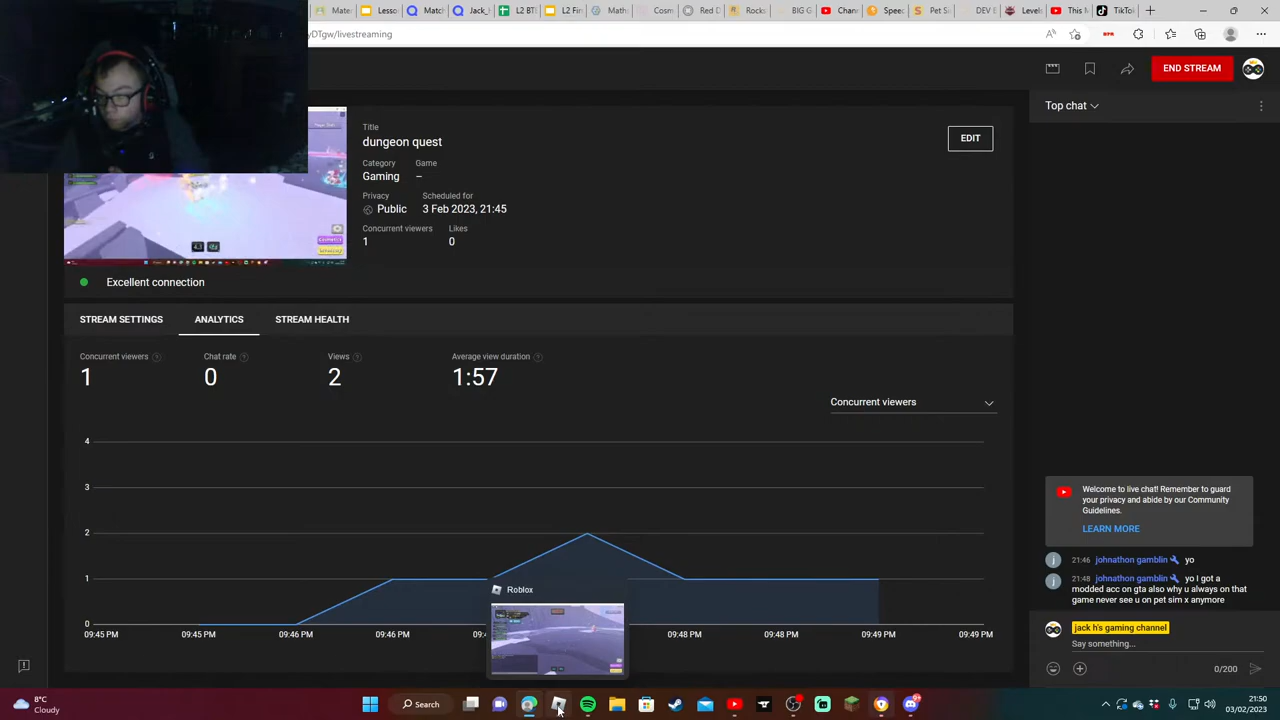 Mate
Kiss
Match
Jack_
L2 BT
L2 Fin
Math
Cosm
Red D
Rocks
BIG G
Chan
Spee
Pet S
DEV E
Level
This M
TikTo
yDTgw/livestreaming
END STREAM
Top chat
Title
dungeon quest
EDIT
Category
Game
Gaming
–
Privacy
Scheduled for
Public
3 Feb 2023, 21:45
Concurrent viewers
Likes
1
0
Excellent connection
STREAM SETTINGS
ANALYTICS
STREAM HEALTH
Concurrent viewers
Chat rate
Views
Average view duration
1
0
2
1:57
Concurrent viewers
4
3
2
1
0
09:45 PM
09:45 PM
09:46 PM
09:46 PM
09:4
09:48 PM
09:48 PM
09:49 PM
09:49 PM
Roblox
Welcome to live chat! Remember to guard
your privacy and abide by our Community
Guidelines.
LEARN MORE
21:46 johnathon gamblin yo
21:48 johnathon gamblin yo I got a
modded acc on gta also why u always on that
game never see u on pet sim x anymore
jack h's gaming channel
Say something...
0/200
8°C
Cloudy
Search
9+
21:50
03/02/2023